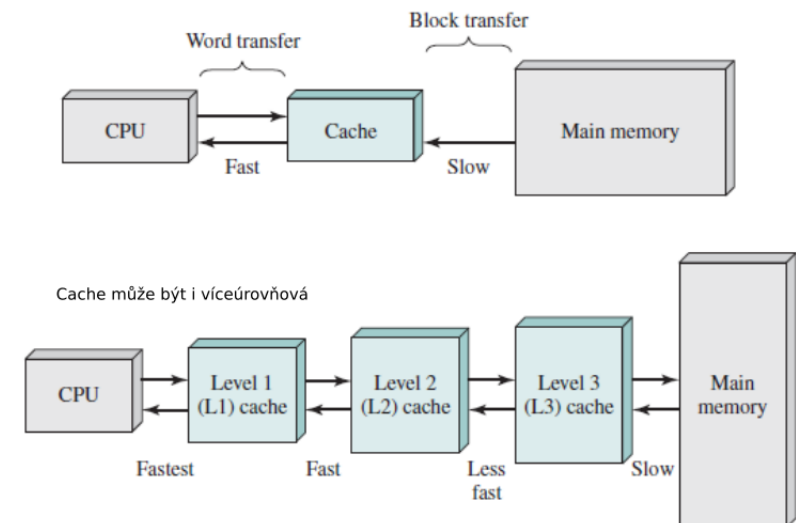 Block transfer
Word transfer
CPU
Cache
Main memory
Fast
Slow
Cache může být i víceúrovňová
CPU
Level 1
(L1) cache
Level 2
(L2) cache
Level 3
(L3) cache
Main
memory
Fastest
Fast
Less
fast
Slow